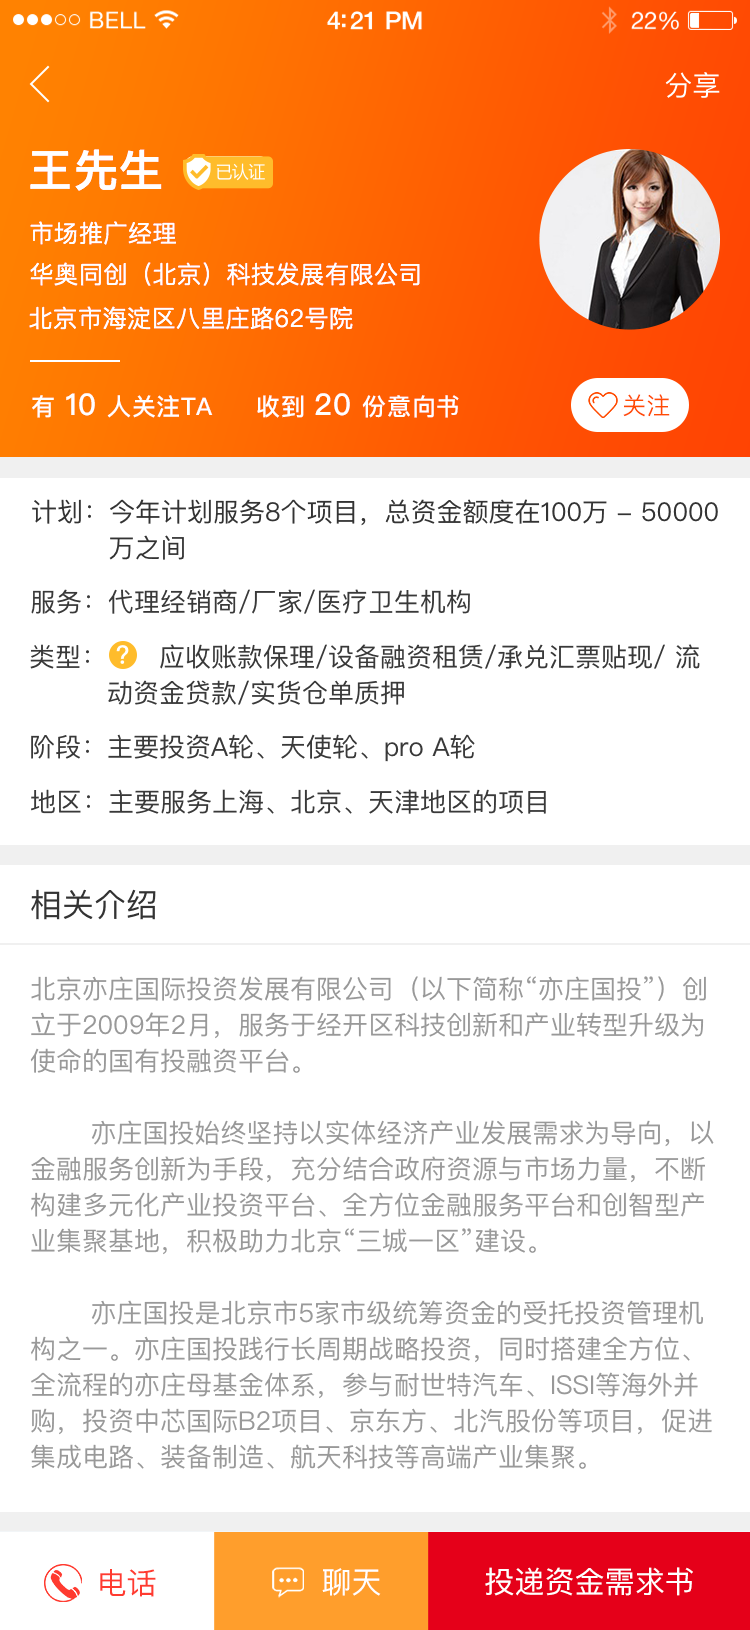 BELL 4:21 PM 22%
分享
王先生 已认证
市场推广经理
华奥同创（北京）科技发展有限公司
北京市海淀区八里庄路62号院
有 10 人关注TA 收到 20 份意向书 关注
计划： 今年计划服务8个项目，总资金额度在100万 – 50000
万之间
服务： 代理经销商/厂家/医疗卫生机构
类型： ? 应收账款保理/设备融资租赁/承兑汇票贴现/ 流
动资金贷款/实货仓单质押
阶段： 主要投资A轮、天使轮、pro A轮
地区： 主要服务上海、北京、天津地区的项目
相关介绍
北京亦庄国际投资发展有限公司（以下简称“亦庄国投”）创
立于2009年2月，服务于经开区科技创新和产业转型升级为
使命的国有投融资平台。
亦庄国投始终坚持以实体经济产业发展需求为导向，以
金融服务创新为手段，充分结合政府资源与市场力量，不断
构建多元化产业投资平台、全方位金融服务平台和创智型产
业集聚基地，积极助力北京“三城一区”建设。
亦庄国投是北京市5家市级统筹资金的受托投资管理机
构之一。亦庄国投践行长周期战略投资，同时搭建全方位、
全流程的亦庄母基金体系，参与耐世特汽车、ISSI等海外并
购，投资中芯国际B2项目、京东方、北汽股份等项目，促进
集成电路、装备制造、航天科技等高端产业集聚。
电话 聊天 投递资金需求书